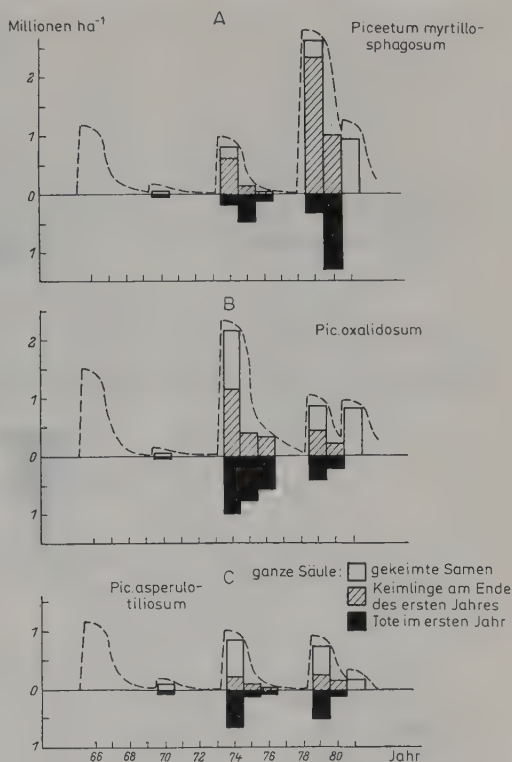 A
Millionen ha⁻¹
Piceetum myrtillo-
sphagosum
2
1
0
1
B
Pic. oxalidosum
2
1
0
1
C
Pic. asperulo-
tiliosum
ganze Säule:
gekeimte Samen
Keimlinge am Ende
des ersten Jahres
Tote im ersten Jahr
1
0
1
66 68 70 72 74 76 78 80 Jahr